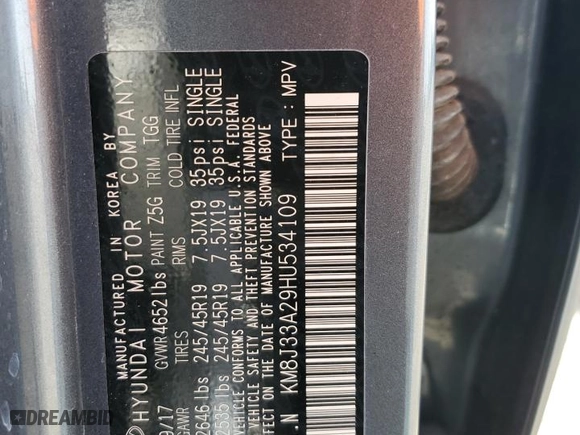 MANUFACTURED IN KOREA BY
HYUNDAI MOTOR COMPANY
9/17 GVWR 4652 lbs PAINT Z5G TRIM TGG
GAWR TIRES RIMS COLD TIRE INFL
2646 lbs 245/45R19 7.5JX19 35psi SINGLE
2535 lbs 245/45R19 7.5JX19 35psi SINGLE
VEHICLE CONFORMS TO ALL APPLICABLE U.S.A. FEDERAL
VEHICLE SAFETY AND THEFT PREVENTION STANDARDS
EFFECT ON THE DATE OF MANUFACTURE SHOWN ABOVE
.N KM8J33A29HU534109 TYPE : MPV
DREAMBID